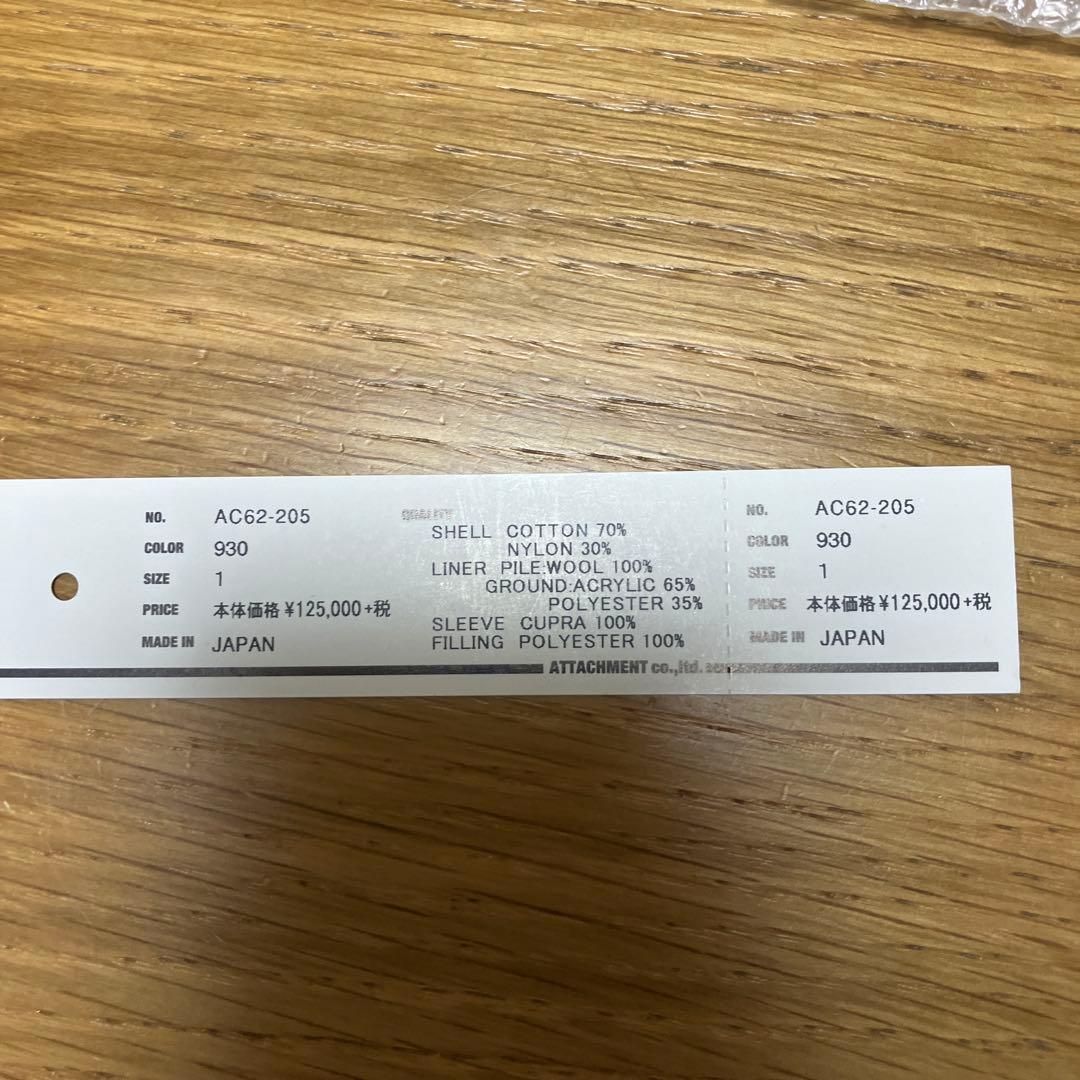 NO. AC62-205
COLOR 930
SIZE 1
PRICE 本体価格¥125,000+税
MADE IN JAPAN
QUALITY
SHELL COTTON 70%
NYLON 30%
LINER PILE:WOOL 100%
GROUND:ACRYLIC 65%
POLYESTER 35%
SLEEVE CUPRA 100%
FILLING POLYESTER 100%
ATTACHMENT co.,ltd.
NO. AC62-205
COLOR 930
SIZE 1
PRICE 本体価格¥125,000+税
MADE IN JAPAN